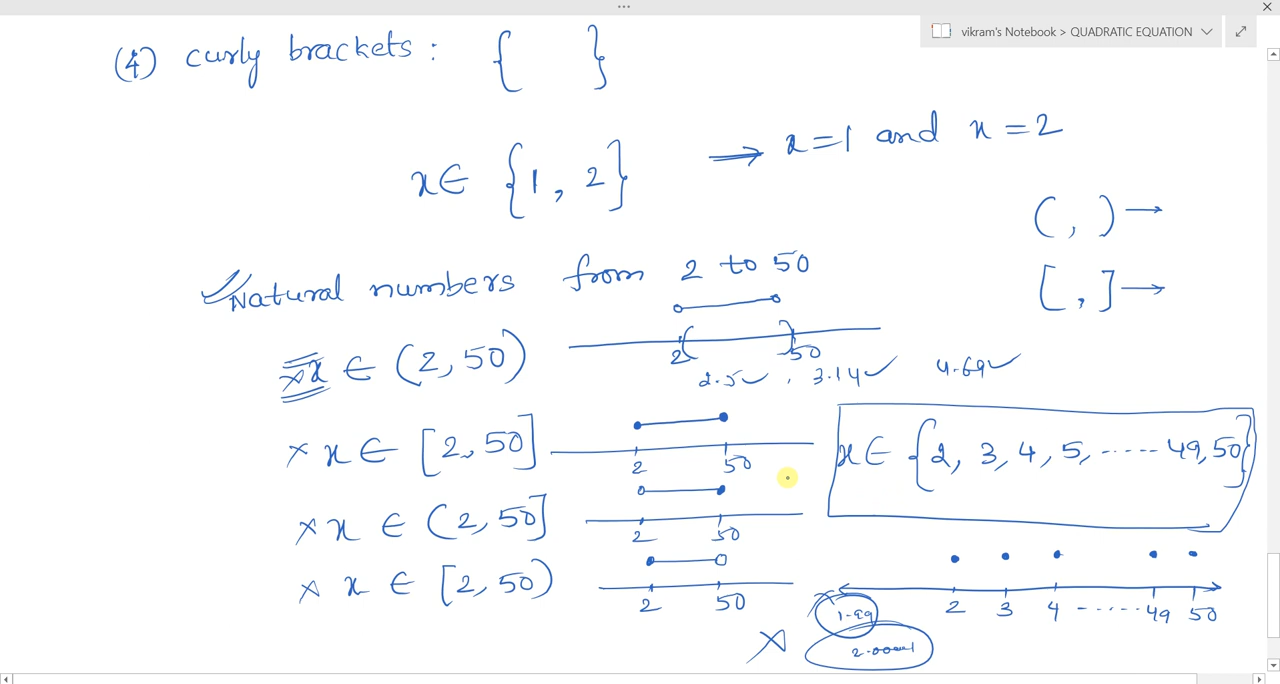 vikram's Notebook > QUADRATIC EQUATION
(4) curly brackets : { }
x ∈ {1, 2} ⟹ x = 1 and x = 2
( , ) →
[ , ] →
Natural numbers from 2 to 50
x ∈ (2, 50)
2 50
2.5 , 3.14 4.69
x ∈ [2, 50]
2 50
x ∈ {2, 3, 4, 5, ...... 49, 50}
x ∈ (2, 50]
2 50
x ∈ [2, 50)
2 50
2 3 4 ...... 49 50
1.99